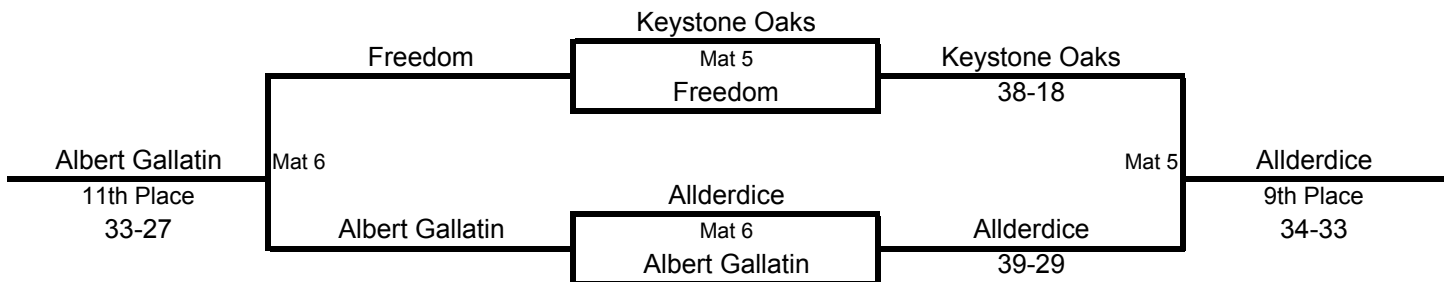 Keystone Oaks
Freedom
Mat 5
Keystone Oaks
Freedom
38-18
Albert Gallatin
Mat 6
Mat 5
Allderdice
11th Place
Allderdice
9th Place
33-27
Albert Gallatin
Mat 6
Allderdice
34-33
Albert Gallatin
39-29